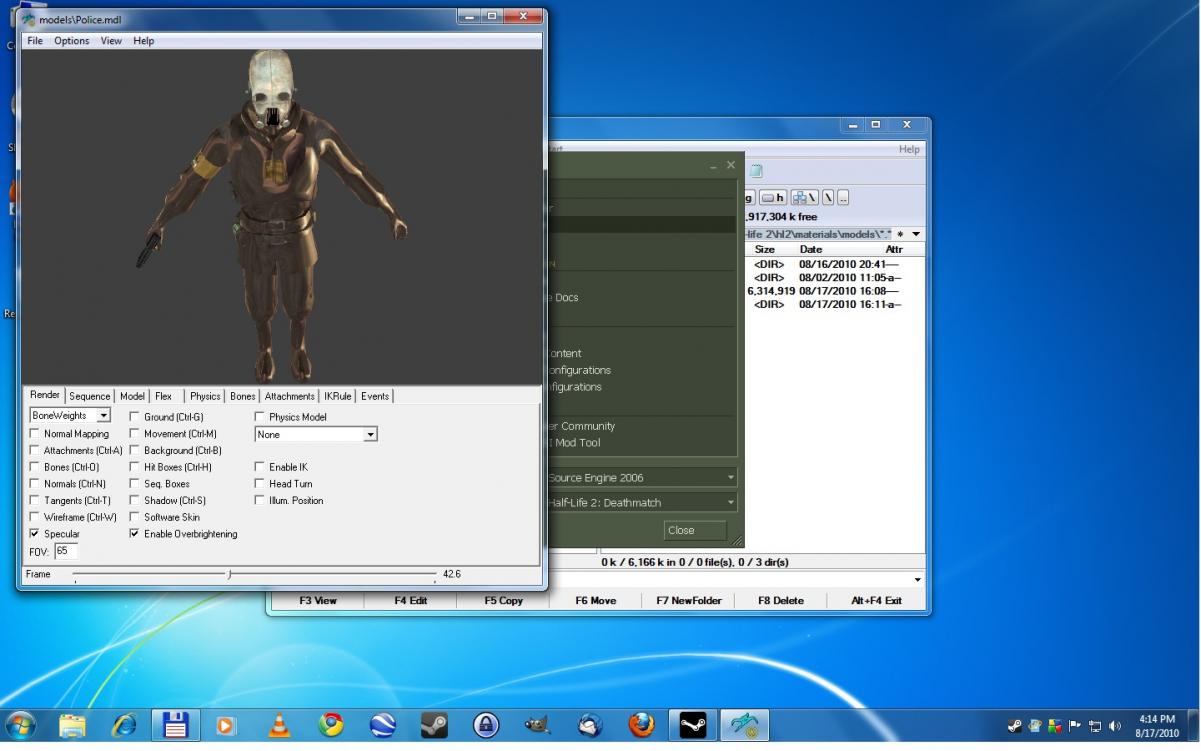 models\Police.mdl
File Options View Help
Render Sequence Model Flex Physics Bones Attachments IKRule Events
BoneWeights
Ground (Ctrl-G)
Physics Model
Normal Mapping
Movement (Ctrl-M)
None
Attachments (Ctrl-A)
Background (Ctrl-B)
Bones (Ctrl-O)
Hit Boxes (Ctrl-H)
Enable IK
Normals (Ctrl-N)
Seq. Boxes
Head Turn
Tangents (Ctrl-T)
Shadow (Ctrl-S)
Illum. Position
Wireframe (Ctrl-W)
Software Skin
Specular
Enable Overbrightening
FOV: 65
Frame 42.6
Help
g h \ \ ..
,917,304 k free
life 2\hl2\materials\models\*.* * 
Size Date Attr
<DIR> 08/16/2010 20:41----
<DIR> 08/02/2010 11:05-a--
6,314,919 08/17/2010 16:08----
<DIR> 08/17/2010 16:11-a--
e Docs
ontent
onfigurations
nfigurations
er Community
I Mod Tool
Source Engine 2006
Half-Life 2: Deathmatch
Close
0 k / 6,166 k in 0 / 0 file(s), 0 / 3 dir(s)
F3 View F4 Edit F5 Copy F6 Move F7 NewFolder F8 Delete Alt+F4 Exit
4:14 PM
8/17/2010